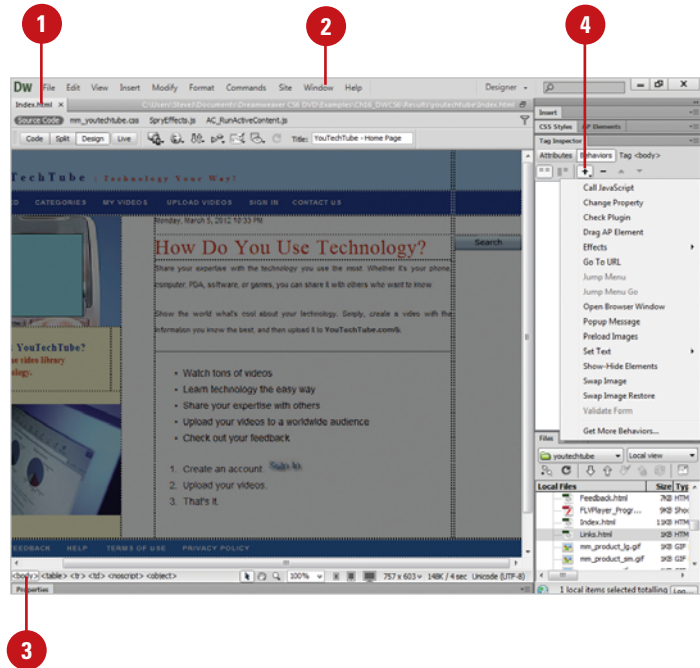 1
2
4
DW File Edit View Insert Modify Format Commands Site Window Help Designer
Index.html × C:\Users\Steve\Documents\Dreamweaver CS6 DVD\Examples\Ch16_DWCS6\Results\youtechtube\Index.html
Source Code mm_youtechtube.css SpryEffects.js AC_RunActiveContent.js
Code Split Design Live Title: YouTechTube - Home Page
TechTube | Technology Your Way!
CATEGORIES MY VIDEOS UPLOAD VIDEOS SIGN IN CONTACT US
Monday, March 5, 2012 10:33 PM
How Do You Use Technology?
Search
Share your expertise with the technology you use the most. Whether it's your phone,
computer, PDA, software, or games, you can share it with others who want to know.
Show the world what's cool about your technology. Simply, create a video with the
information you know the best, and then upload it to YouTechTube.com/k.
YouTechTube?
video library
Watch tons of videos
Learn technology the easy way
Share your expertise with others
Upload your videos to a worldwide audience
Check out your feedback
1. Create an account. Sign In
2. Upload your videos.
3. That's it.
FEEDBACK HELP TERMS OF USE PRIVACY POLICY
<body> <table> <tr> <td> <noscript> <object> 100% 757 x 603 148K / 4 sec Unicode (UTF-8)
Properties
Insert
CSS Styles AP Elements
Tag Inspector
Attributes Behaviors Tag <body>
Call JavaScript
Change Property
Check Plugin
Drag AP Element
Effects
Go To URL
Jump Menu
Jump Menu Go
Open Browser Window
Popup Message
Preload Images
Set Text
Show-Hide Elements
Swap Image
Swap Image Restore
Validate Form
Get More Behaviors...
Files
youtechtube Local view
Local Files Size Typ
Feedback.html 7KB HTM
FLVPlayer_Progr... 9KB Shoc
Index.html 11KB HTM
Links.html 1KB HTM
mm_product_lg.gif 1KB GIF
mm_product_sm.gif 1KB GIF
1 local items selected totalling Log...
3